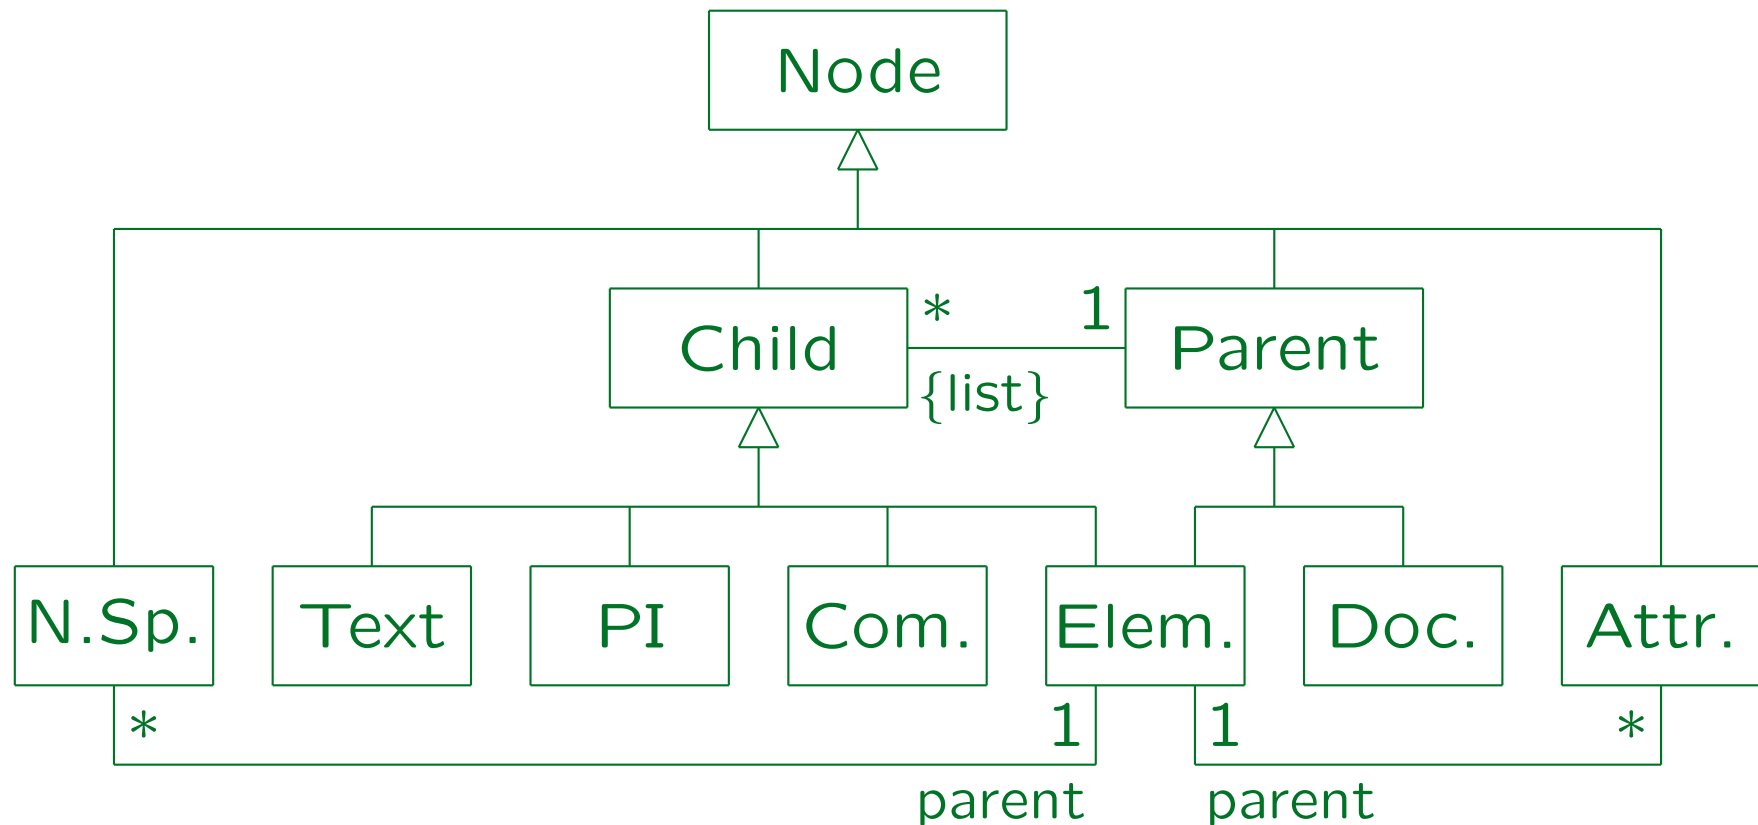 Node
* 1
Child Parent
{list}
N.Sp. Text PI Com. Elem. Doc. Attr.
* 1 1 *
parent parent